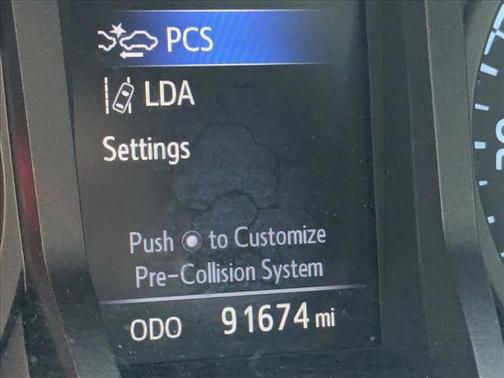 PCS
LDA
Settings
Push to Customize
Pre-Collision System
ODO 91674 mi